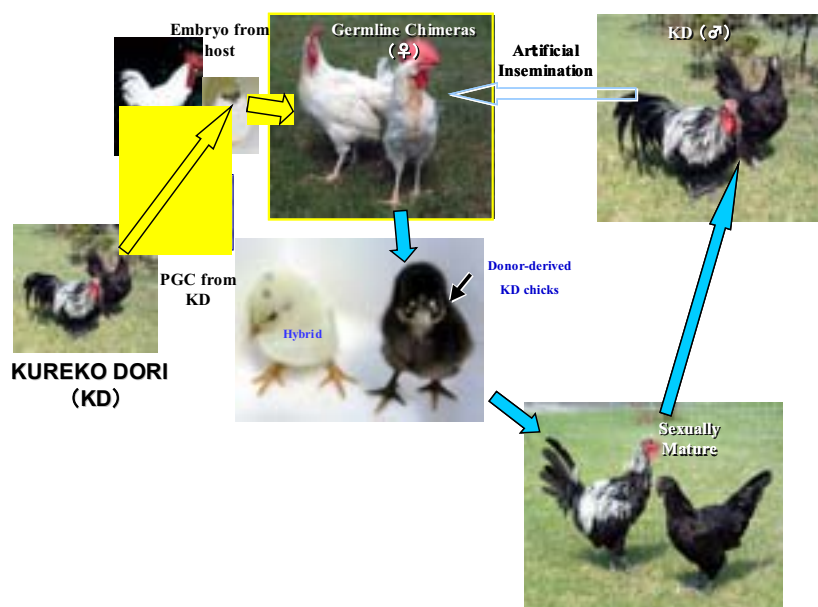 Embryo from
host
Germline Chimeras
(♀)
Artificial
Insemination
KD (♂)
PGC from
KD
KUREKO DORI
(KD)
Donor-derived
KD chicks
Hybrid
Sexually
Mature